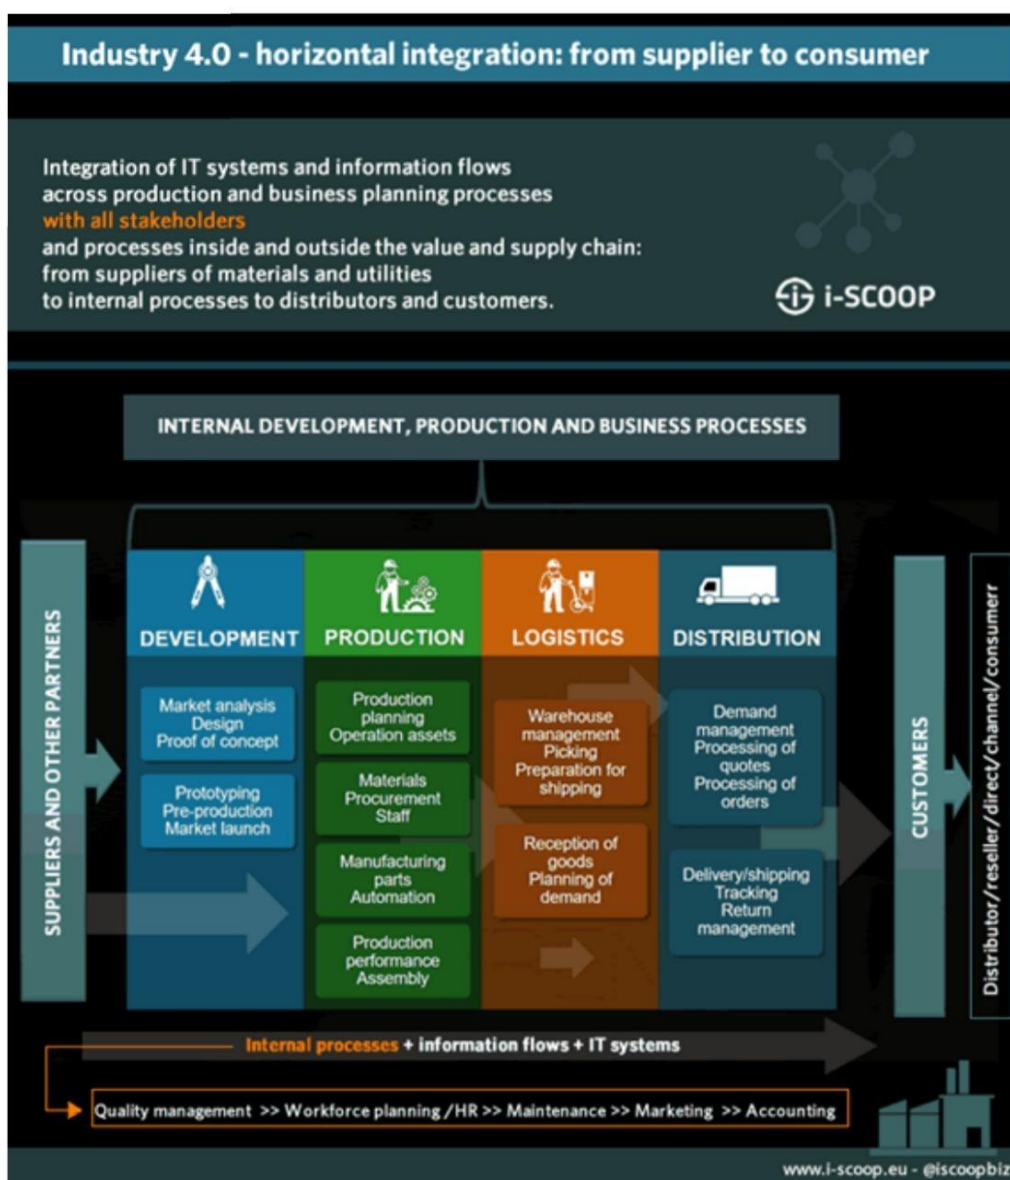 Industry 4.0 - horizontal integration: from supplier to consumer
Integration of IT systems and information flows
across production and business planning processes
with all stakeholders
and processes inside and outside the value and supply chain:
from suppliers of materials and utilities
to internal processes to distributors and customers.
i-SCOOP
INTERNAL DEVELOPMENT, PRODUCTION AND BUSINESS PROCESSES
SUPPLIERS AND OTHER PARTNERS
DEVELOPMENT
Market analysis
Design
Proof of concept
Prototyping
Pre-production
Market launch
PRODUCTION
Production
planning
Operation assets
Materials
Procurement
Staff
Manufacturing
parts
Automation
Production
performance
Assembly
LOGISTICS
Warehouse
management
Picking
Preparation for
shipping
Reception of
goods
Planning of
demand
DISTRIBUTION
Demand
management
Processing of
quotes
Processing of
orders
Delivery/shipping
Tracking
Return
management
CUSTOMERS
Distributor/reseller/direct/channel/consumerr
Internal processes + information flows + IT systems
Quality management >> Workforce planning /HR >> Maintenance >> Marketing >> Accounting
www.i-scoop.eu - @iscoopbiz